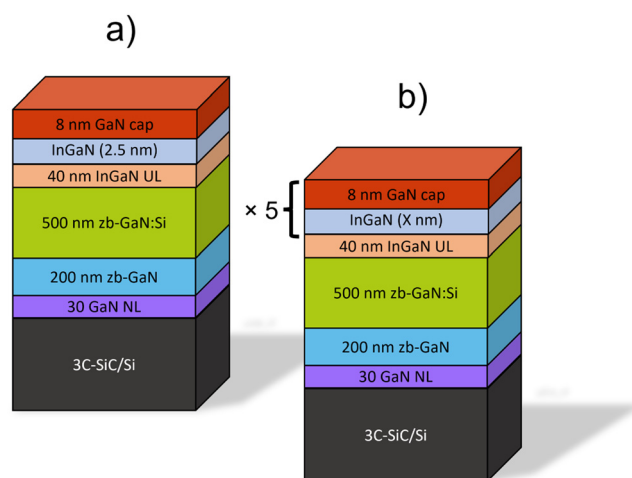 a)
8 nm GaN cap
InGaN (2.5 nm)
40 nm InGaN UL
500 nm zb-GaN:Si
200 nm zb-GaN
30 GaN NL
3C-SiC/Si
b)
× 5
8 nm GaN cap
InGaN (X nm)
40 nm InGaN UL
500 nm zb-GaN:Si
200 nm zb-GaN
30 GaN NL
3C-SiC/Si